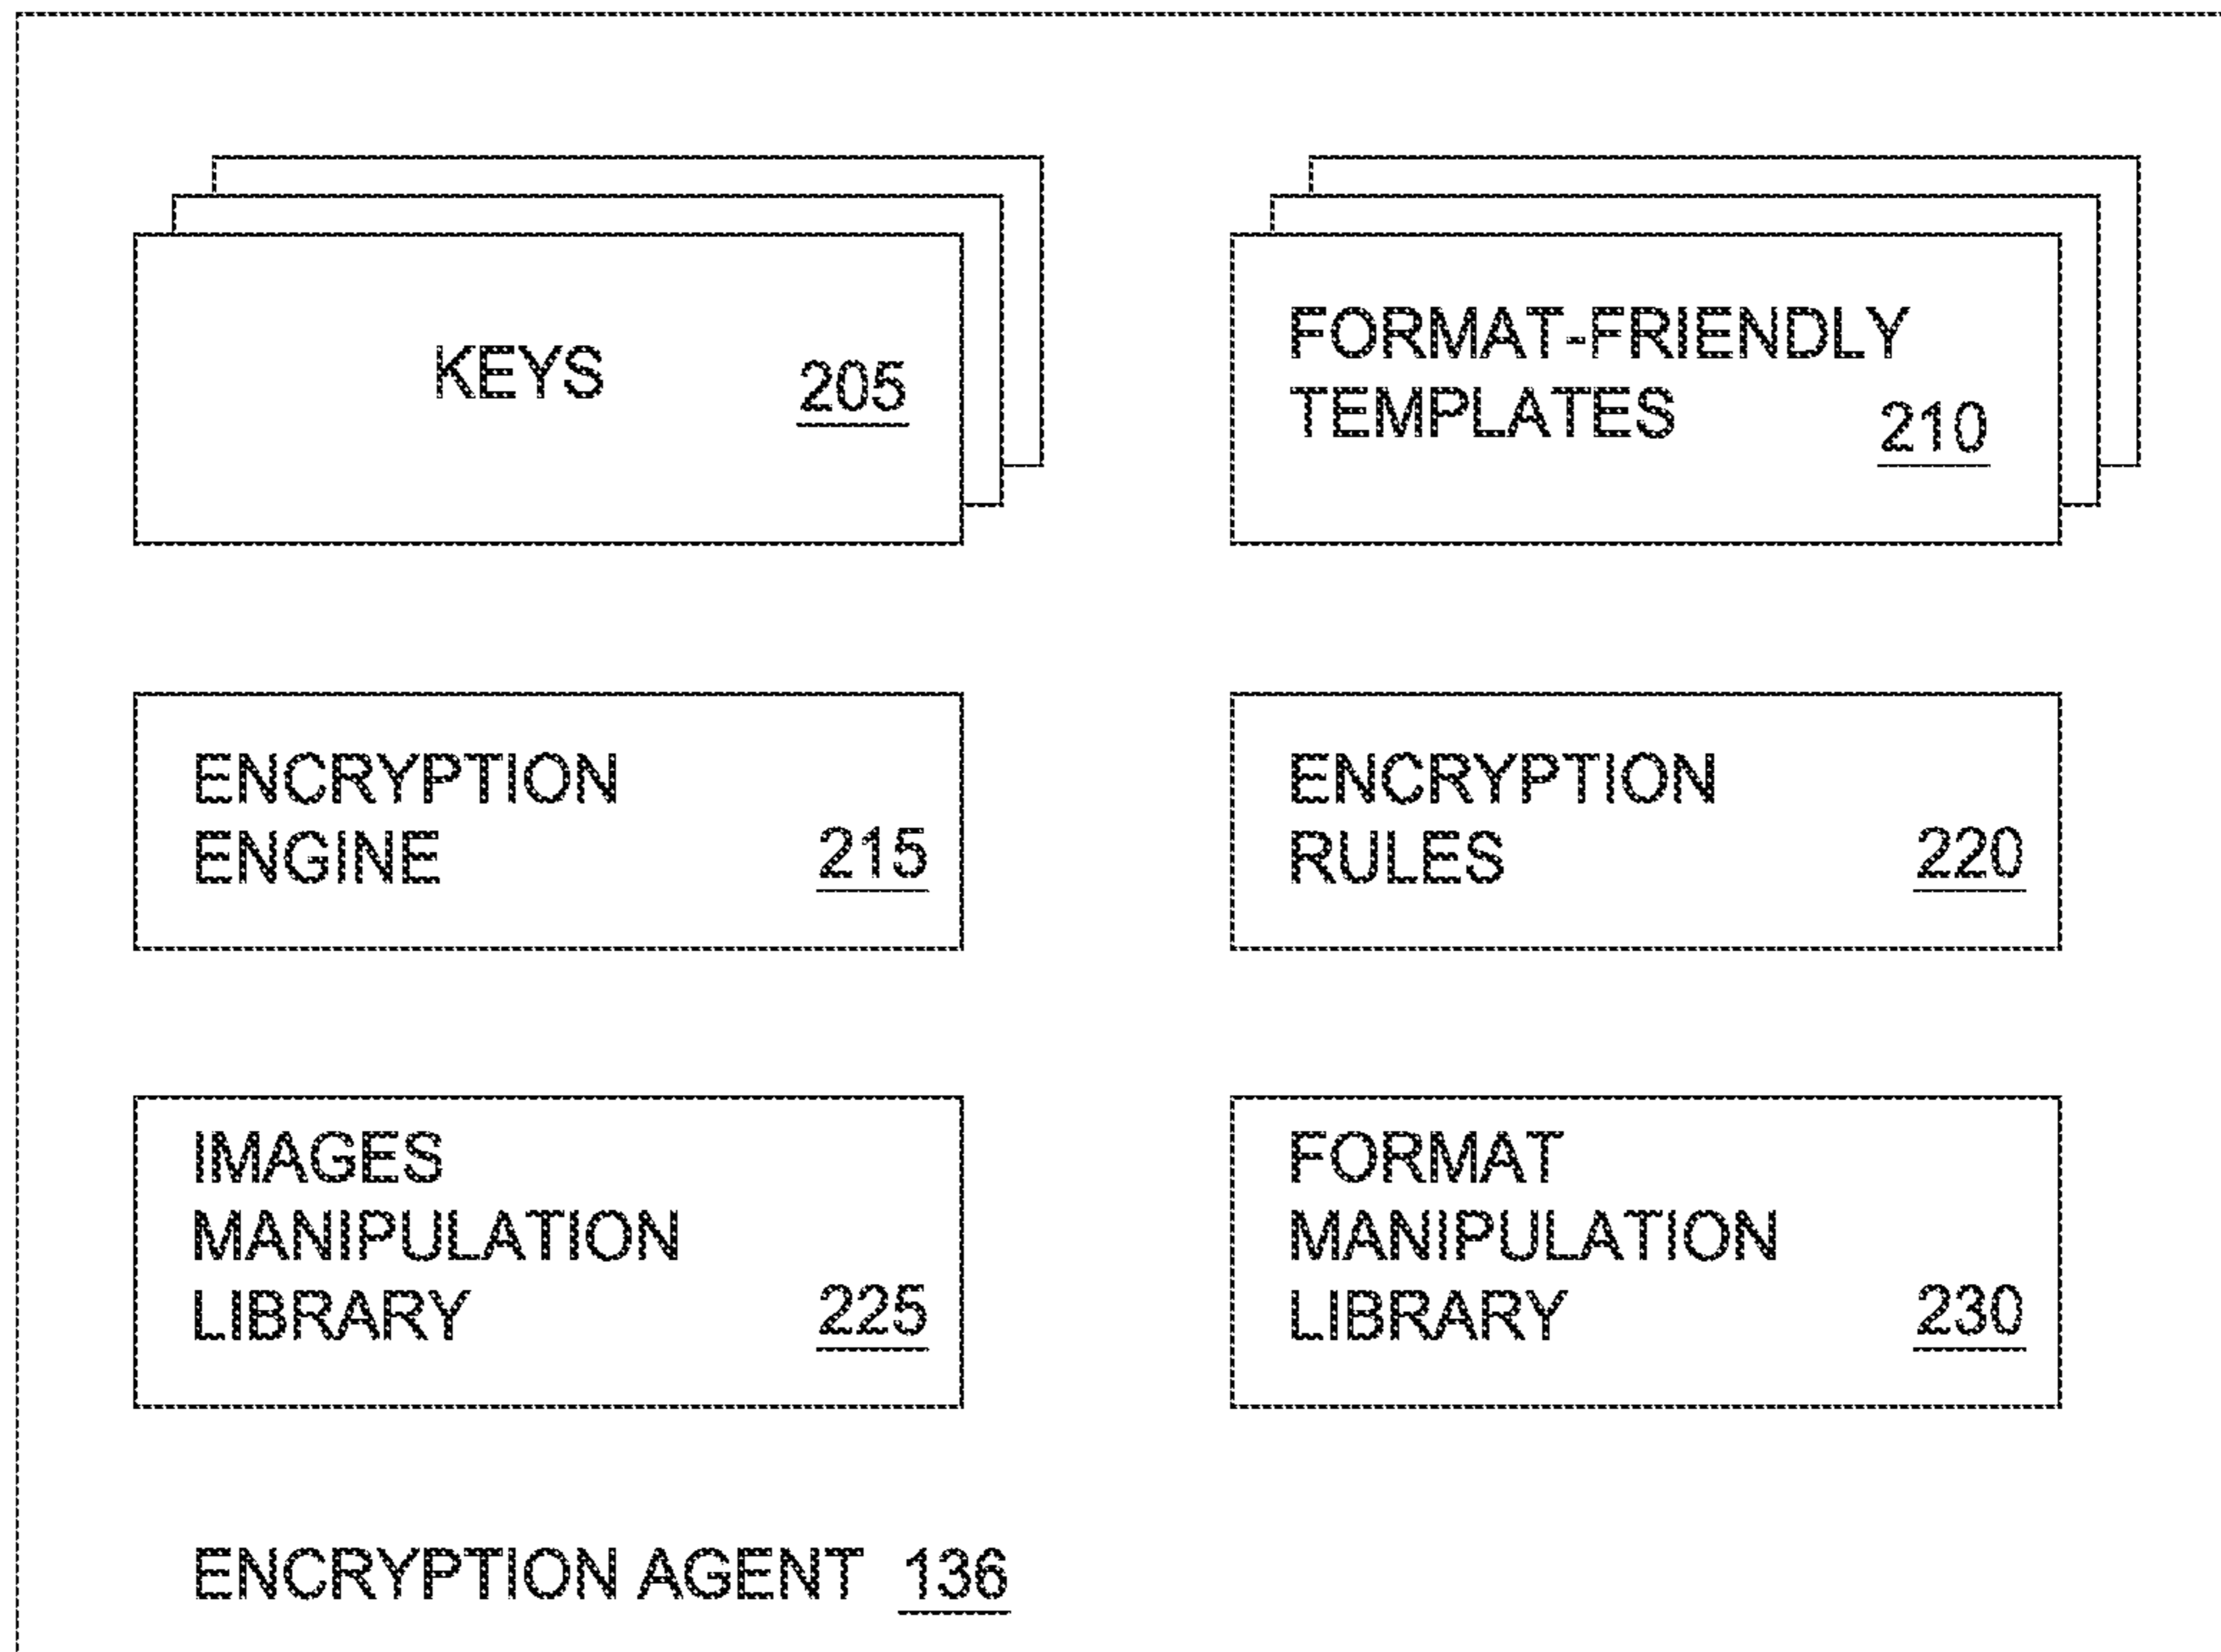 KEYS 205
FORMAT-FRIENDLY
TEMPLATES 210
ENCRYPTION
ENGINE 215
ENCRYPTION
RULES 220
IMAGES
MANIPULATION
LIBRARY 225
FORMAT
MANIPULATION
LIBRARY 230
ENCRYPTION AGENT 136